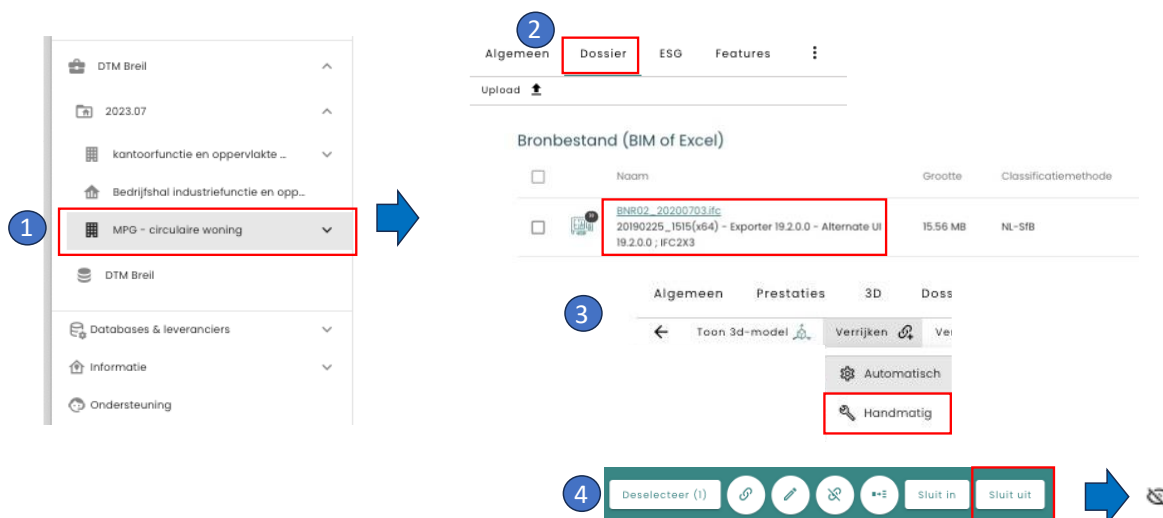 1
DTM Breil
2023.07
kantoorfunctie en oppervlakte ...
Bedrijfshal industriefunctie en opp...
MPG - circulaire woning
DTM Breil
Databases & leveranciers
Informatie
Ondersteuning
2
Algemeen Dossier ESG Features
Upload
Bronbestand (BIM of Excel)
Naam Grootte Classificatiemethode
BNR02_20200703.ifc
20190225_1515(x64) - Exporter 19.2.0.0 - Alternate UI
19.2.0.0 ; IFC2X3
15.56 MB NL-SfB
3
Algemeen Prestaties 3D Doss
Toon 3d-model Verrijken Ver
Automatisch
Handmatig
4
Deselecteer (1) Sluit in Sluit uit